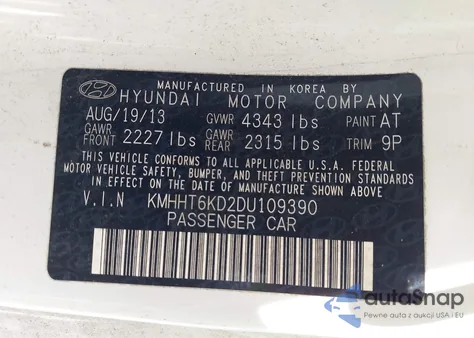 MANUFACTURED IN KOREA BY
HYUNDAI MOTOR COMPANY
AUG/19/13 GVWR 4343 lbs PAINT AT
GAWR FRONT 2227 lbs GAWR REAR 2315 lbs TRIM 9P
THIS VEHICLE CONFORMS TO ALL APPLICABLE U.S.A. FEDERAL
MOTOR VEHICLE SAFETY, BUMPER, AND THEFT PREVENTION STANDARDS
IN EFFECT ON THE DATE OF MANUFACTURE SHOWN ABOVE.
V.I.N KMHHT6KD2DU109390
PASSENGER CAR
autoSnap
Pewne auta z aukcji USA i EU